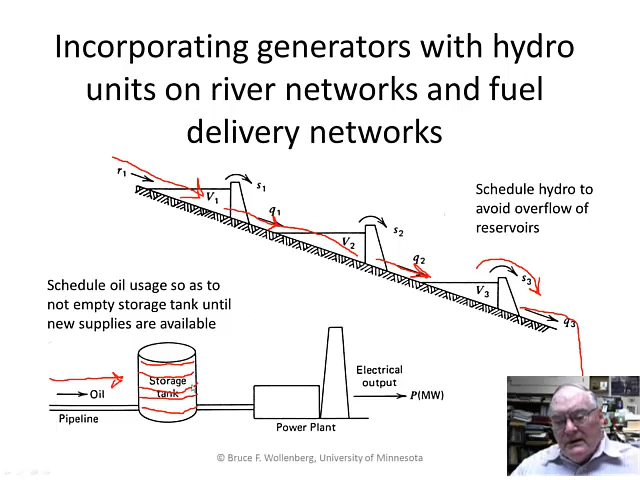 Incorporating generators with hydro
units on river networks and fuel
delivery networks
r1
s1
V1
q1
s2
V2
q2
s3
V3
q3
Schedule hydro to
avoid overflow of
reservoirs
Schedule oil usage so as to
not empty storage tank until
new supplies are available
Storage
tank
Oil
Pipeline
Power Plant
Electrical
output
P(MW)
© Bruce F. Wollenberg, University of Minnesota